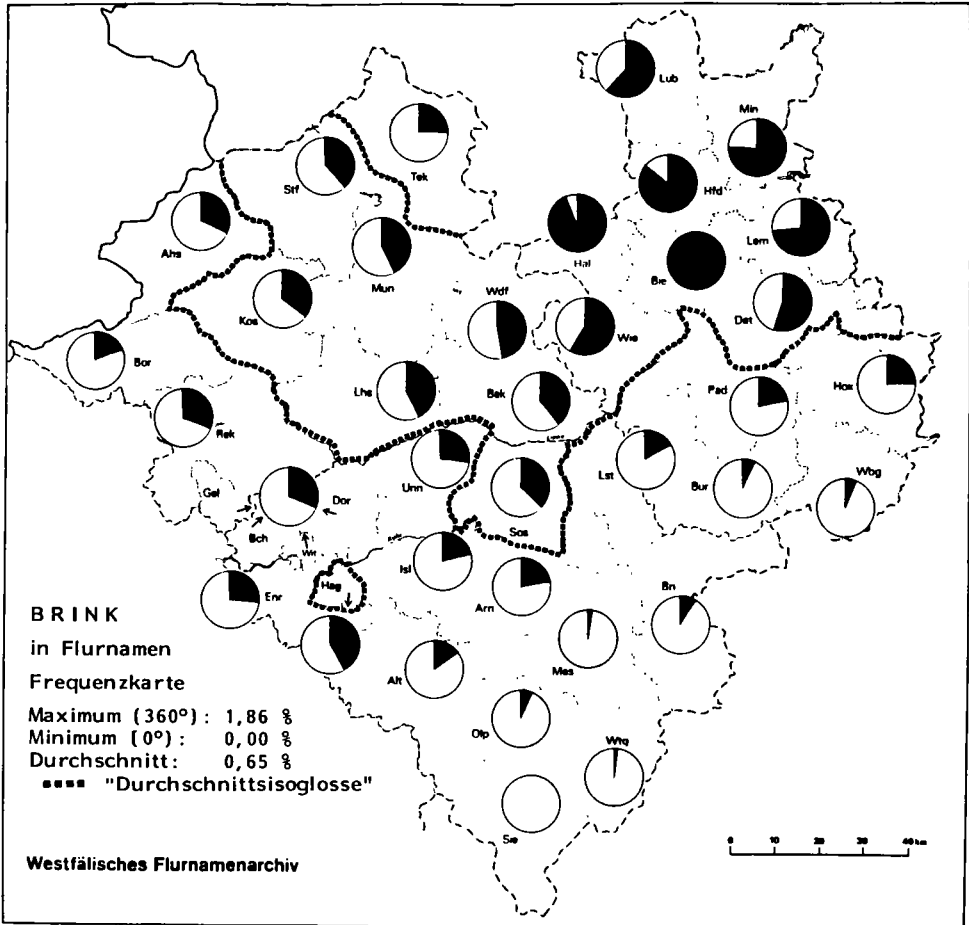 Lub
Min
Tek
Stf
Hfd
Ahs
Lem
Hal
Mun
Bie
Kos
Wdf
Det
Wie
Bor
Hox
Pad
Lhs
Bek
Rek
Unn
Lst
Wbg
Gel
Dor
Bur
Sos
Bch
Wit
Isl
Hag
Enr
Arn
Bri
BRINK
in Flurnamen
Mes
Frequenzkarte
Alt
Maximum (360°): 1,86 %
Minimum (0°): 0,00 %
Olp
Durchschnitt: 0,65 %
Wtg
"Durchschnittsisoglosse"
Sie
0 10 20 30 40 km
Westfälisches Flurnamenarchiv